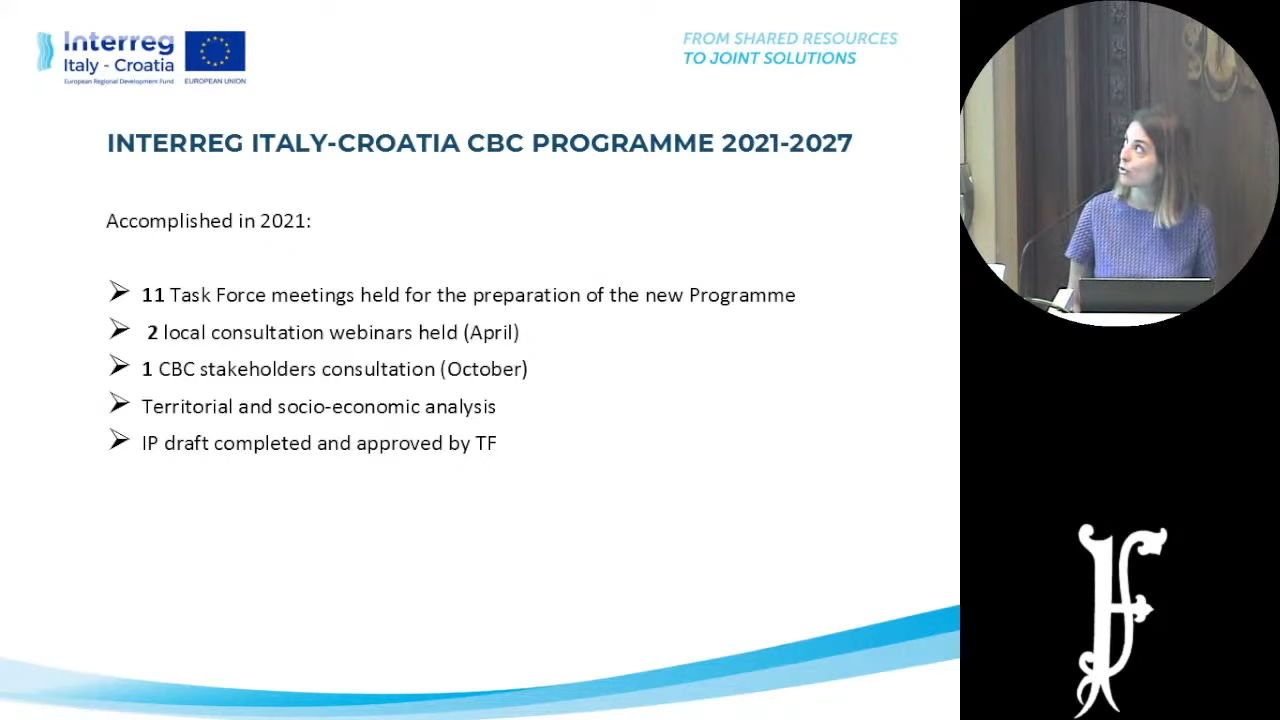 Interreg
Italy - Croatia
European Regional Development Fund
EUROPEAN UNION
FROM SHARED RESOURCES
TO JOINT SOLUTIONS
INTERREG ITALY-CROATIA CBC PROGRAMME 2021-2027
Accomplished in 2021:
11 Task Force meetings held for the preparation of the new Programme
2 local consultation webinars held (April)
1 CBC stakeholders consultation (October)
Territorial and socio-economic analysis
IP draft completed and approved by TF